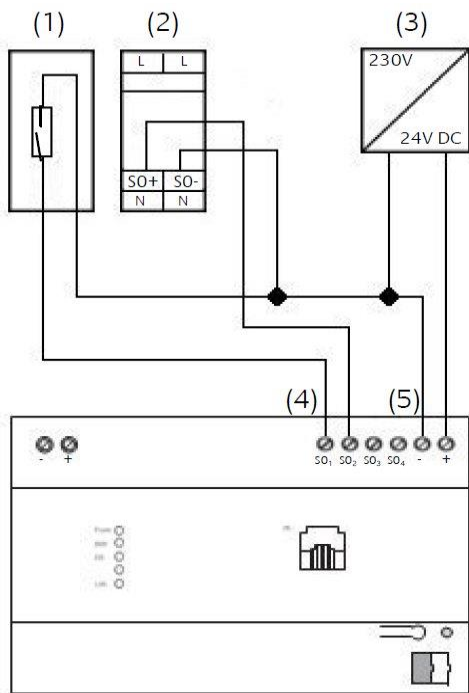 (1) (2) (3)
L L
230V
24V DC
S0+ S0-
N N
(4) (5)
- + S0₁ S0₂ S0₃ S0₄ - +